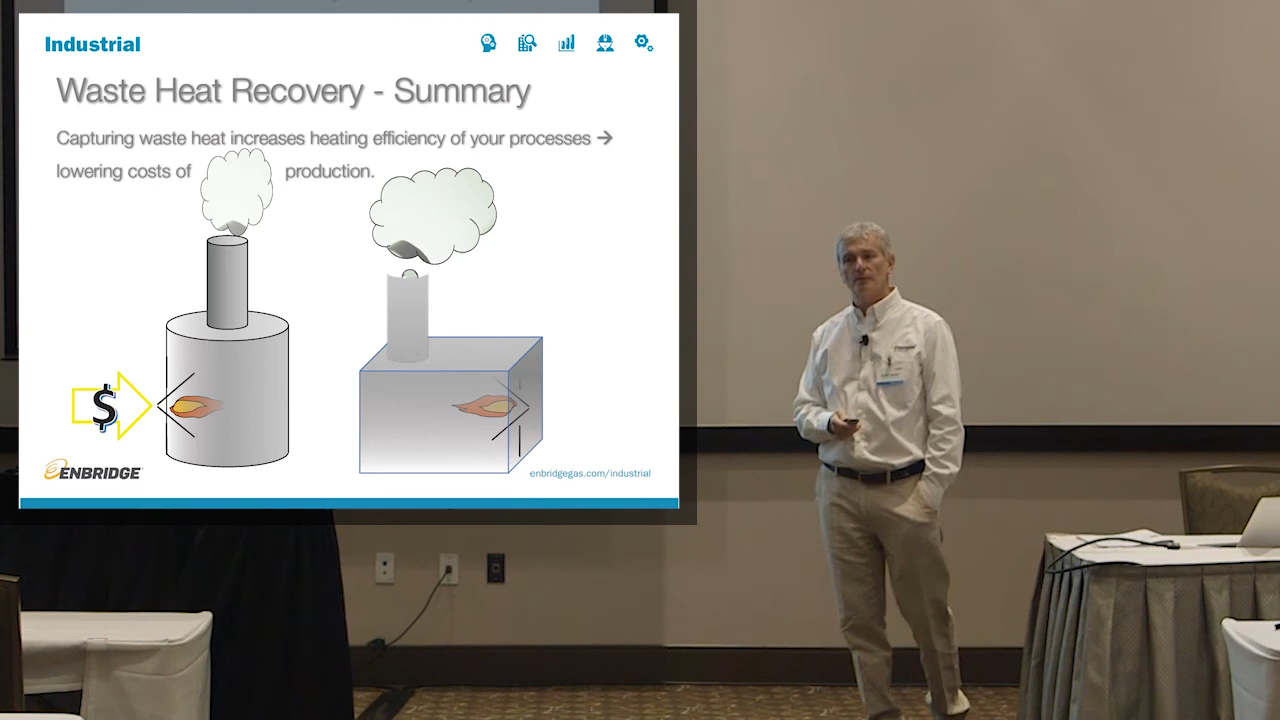 Industrial
Waste Heat Recovery - Summary
Capturing waste heat increases heating efficiency of your processes →
lowering costs of production.
$
ENBRIDGE
enbridgegas.com/industrial